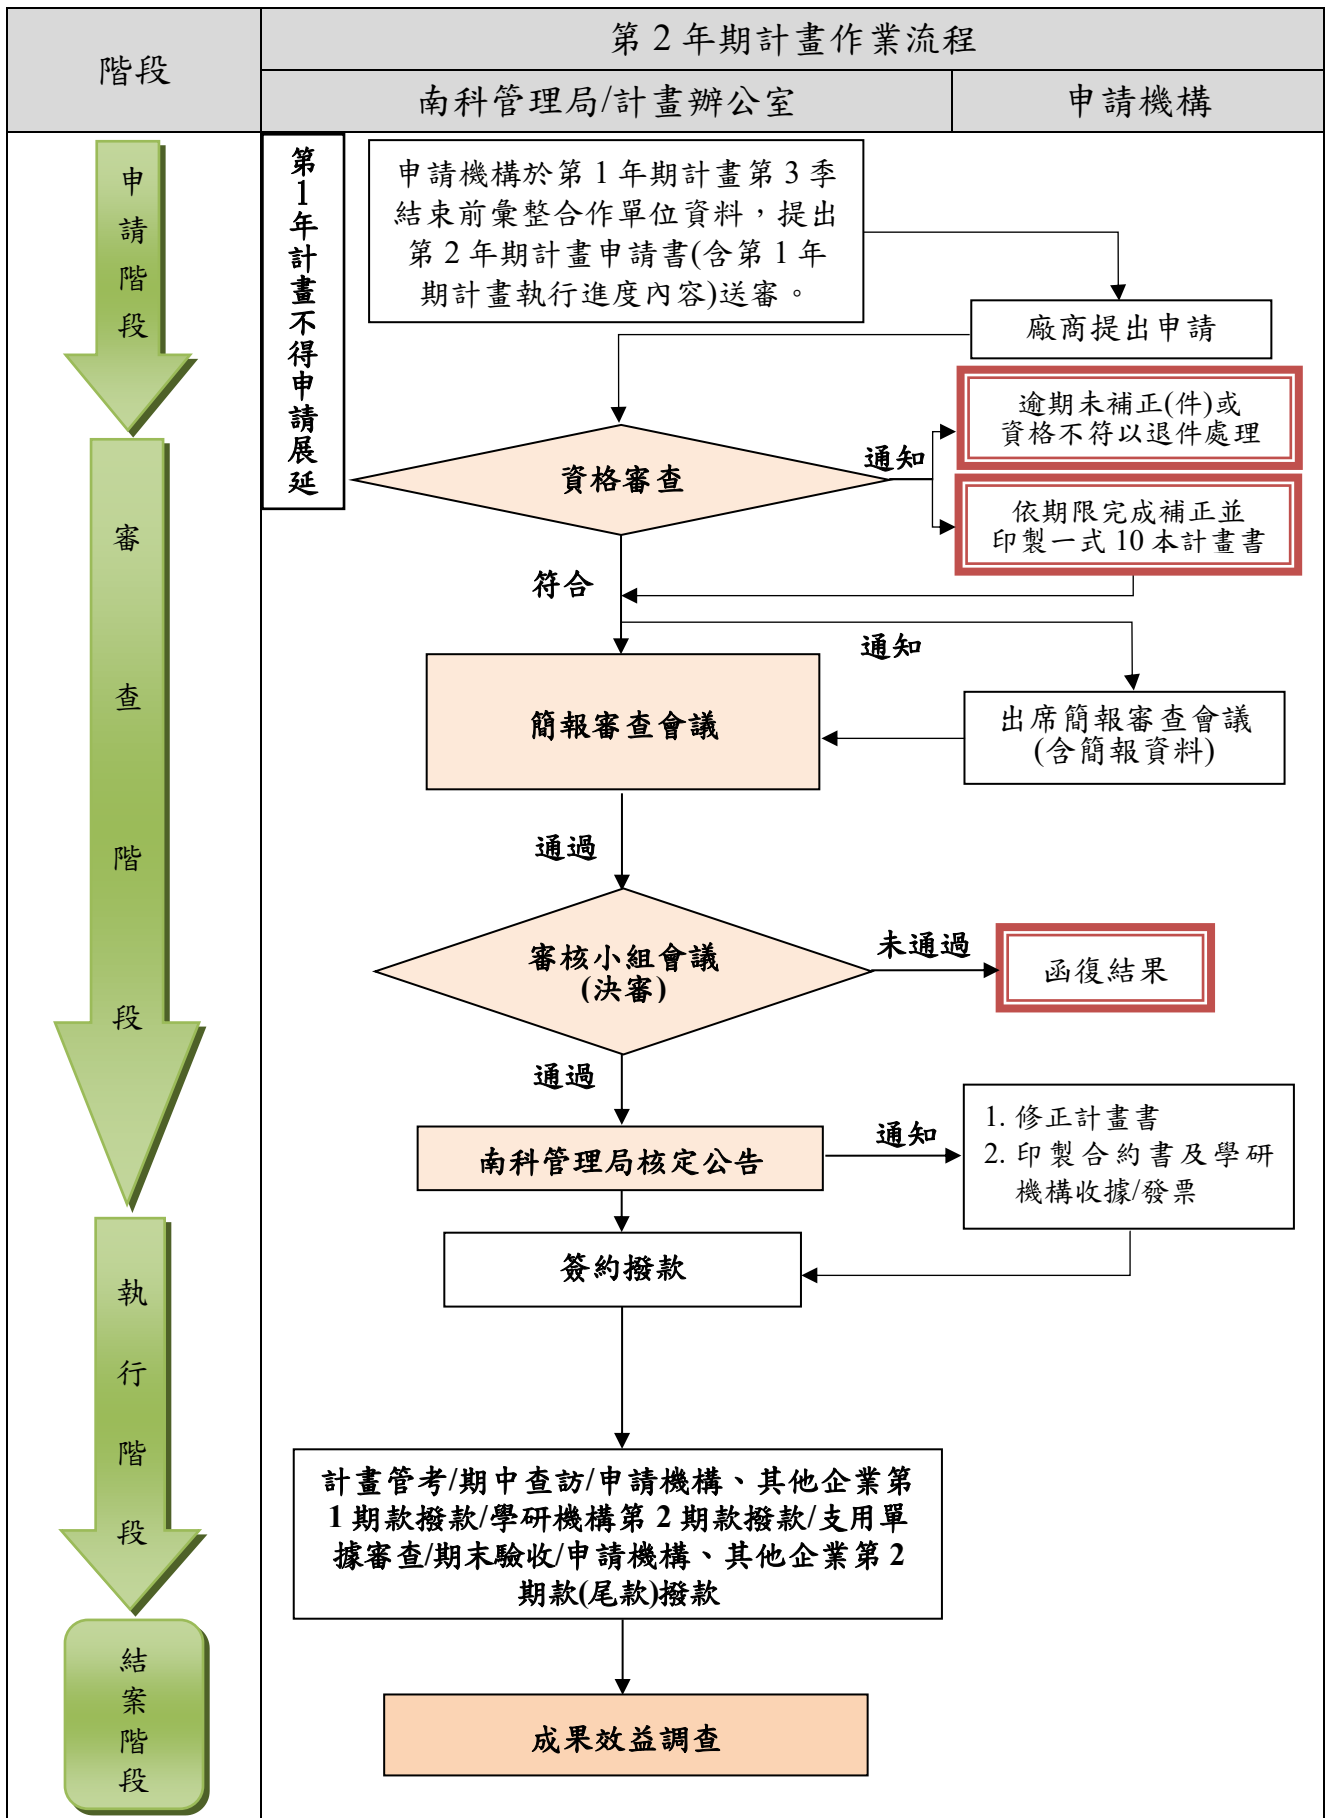 階段
第 2 年期計畫作業流程
南科管理局/計畫辦公室
申請機構
申請階段
第1年計畫不得申請展延
申請機構於第 1 年期計畫第 3 季
結束前彙整合作單位資料，提出
第 2 年期計畫申請書(含第 1 年
期計畫執行進度內容)送審。
廠商提出申請
逾期未補正(件)或
資格不符以退件處理
通知
資格審查
審查階段
依期限完成補正並
印製一式 10 本計畫書
符合
通知
簡報審查會議
出席簡報審查會議
(含簡報資料)
通過
審核小組會議
(決審)
未通過
函復結果
通過
南科管理局核定公告
通知
1. 修正計畫書
2. 印製合約書及學研
機構收據/發票
簽約撥款
執行階段
計畫管考/期中查訪/申請機構、其他企業第
1 期款撥款/學研機構第 2 期款撥款/支用單
據審查/期末驗收/申請機構、其他企業第 2
期款(尾款)撥款
結案階段
成果效益調查